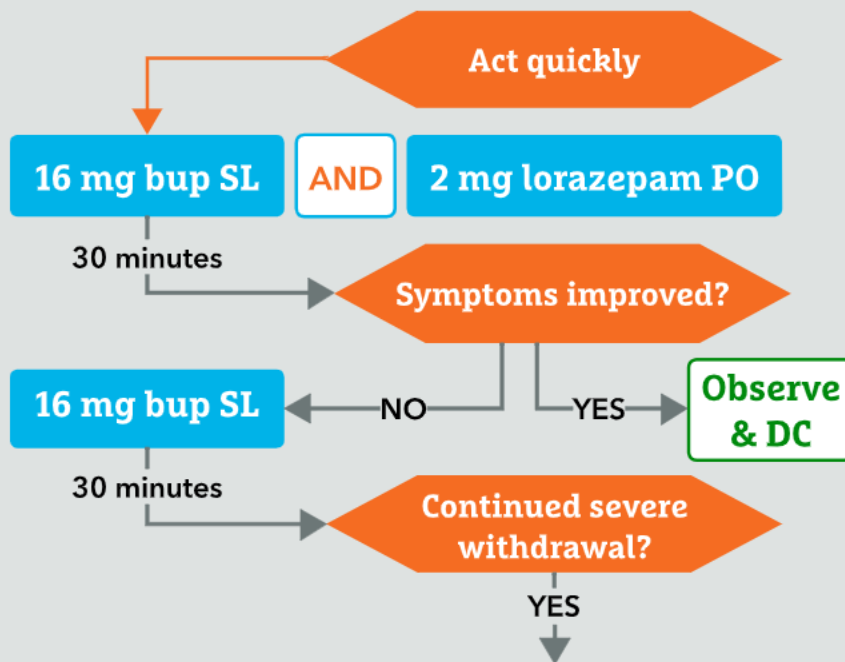 Act quickly
16 mg bup SL
AND
2 mg lorazepam PO
30 minutes
Symptoms improved?
16 mg bup SL
NO
YES
Observe
& DC
30 minutes
Continued severe
withdrawal?
YES